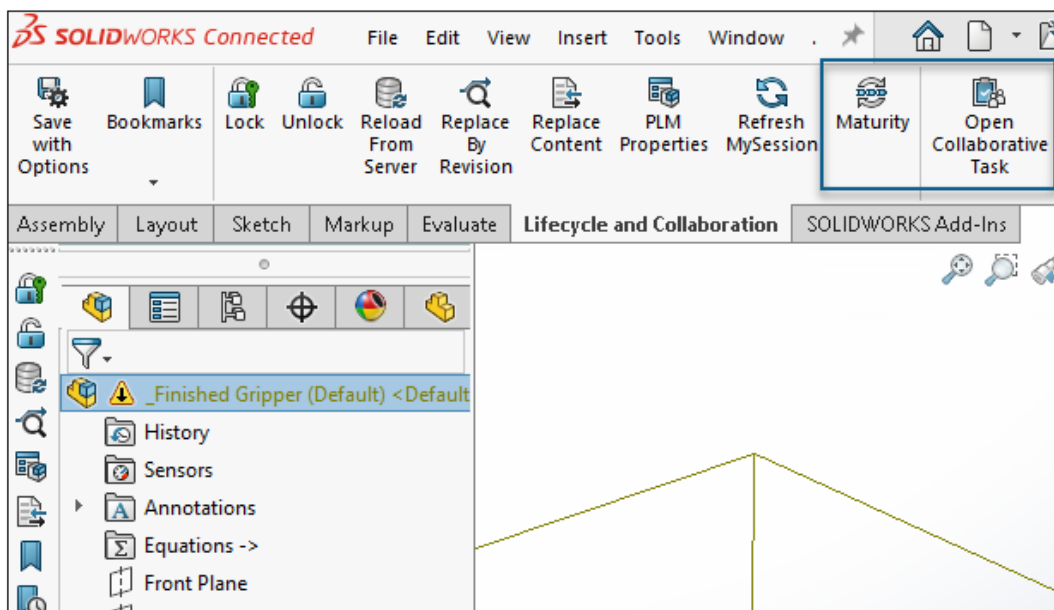 SOLIDWORKS Connected File Edit View Insert Tools Window .
Save with Options
Bookmarks
Lock
Unlock
Reload From Server
Replace By Revision
Replace Content
PLM Properties
Refresh MySession
Maturity
Open Collaborative Task
Assembly Layout Sketch Markup Evaluate Lifecycle and Collaboration SOLIDWORKS Add-Ins
_Finished Gripper (Default) <Default
History
Sensors
Annotations
Equations ->
Front Plane